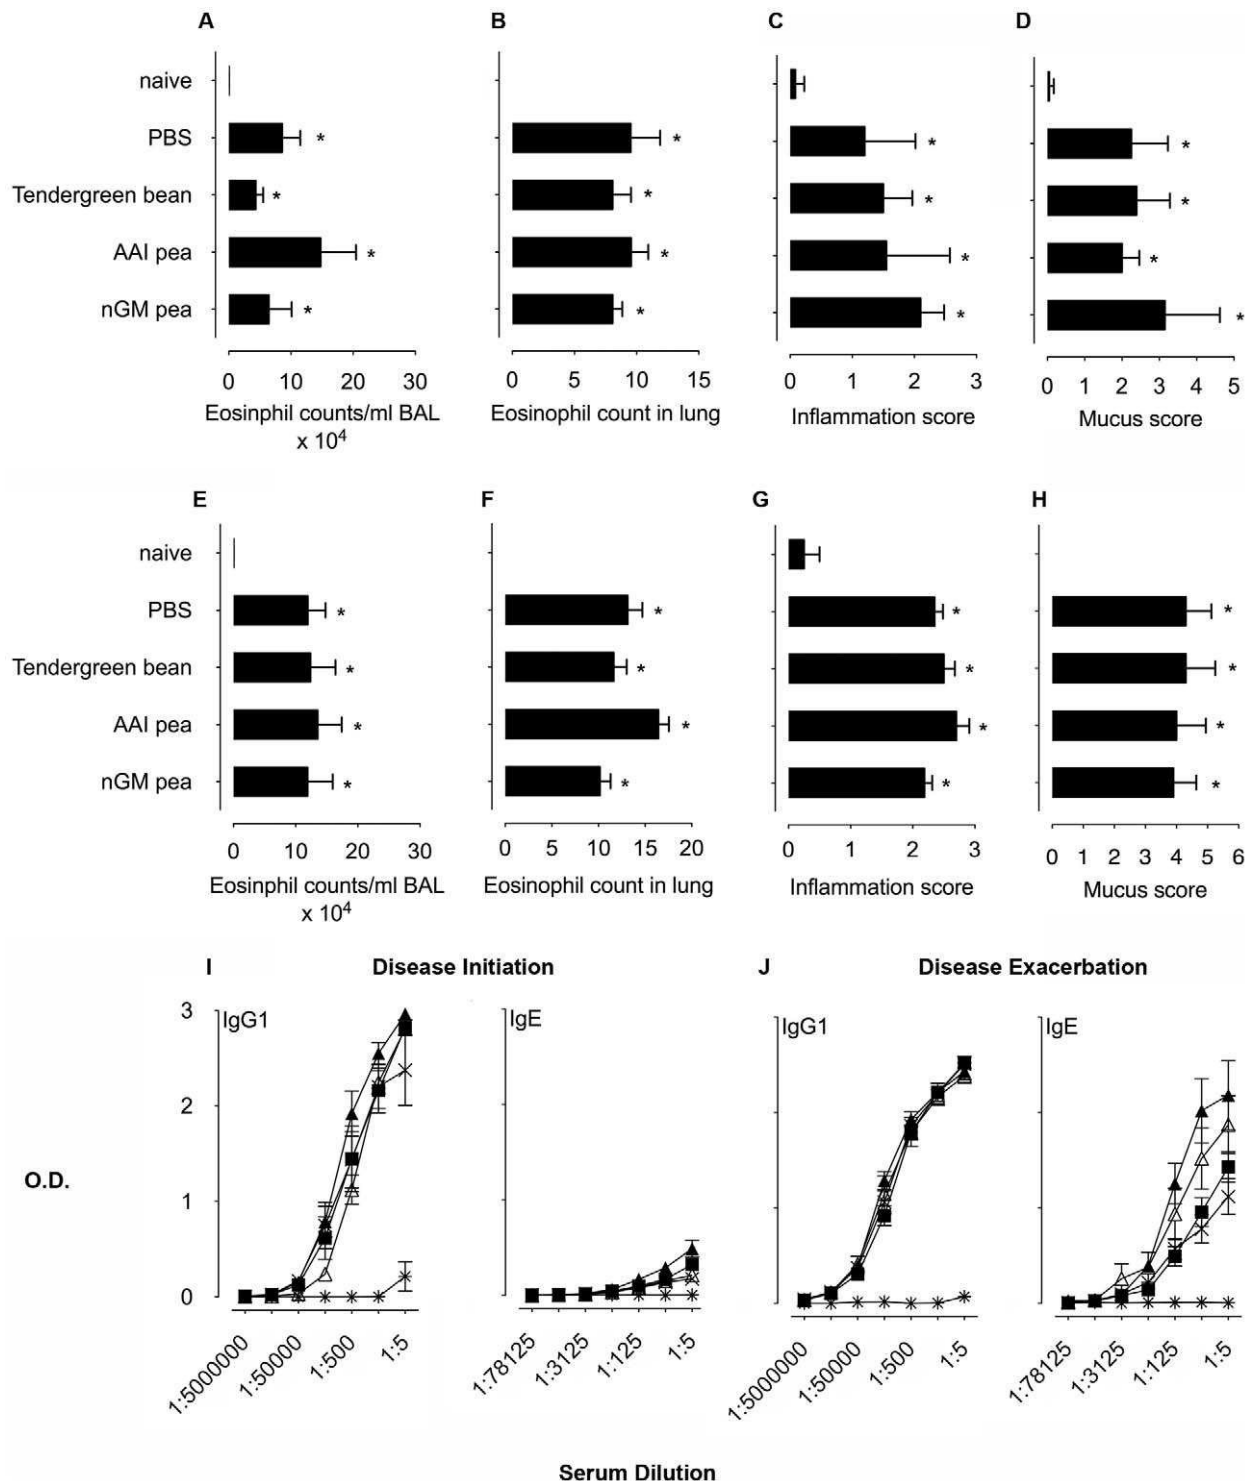 A B C D
naive
PBS * * * *
Tendergreen bean * * * *
AAI pea * * * *
nGM pea * * * *
0 10 20 30 0 5 10 15 0 1 2 3 0 1 2 3 4 5
Eosinphil counts/ml BAL Eosinophil count in lung Inflammation score Mucus score
x 10⁴
E F G H
naive
PBS * * * *
Tendergreen bean * * * *
AAI pea * * * *
nGM pea * * * *
0 10 20 30 0 5 10 15 20 0 1 2 3 0 1 2 3 4 5 6
Eosinphil counts/ml BAL Eosinophil count in lung Inflammation score Mucus score
x 10⁴
I Disease Initiation J Disease Exacerbation
3 IgG1 IgE IgG1 IgE
2
O.D.
1
0
1:5000000 1:50000 1:500 1:5 1:78125 1:3125 1:125 1:5 1:5000000 1:50000 1:500 1:5 1:78125 1:3125 1:125 1:5
Serum Dilution